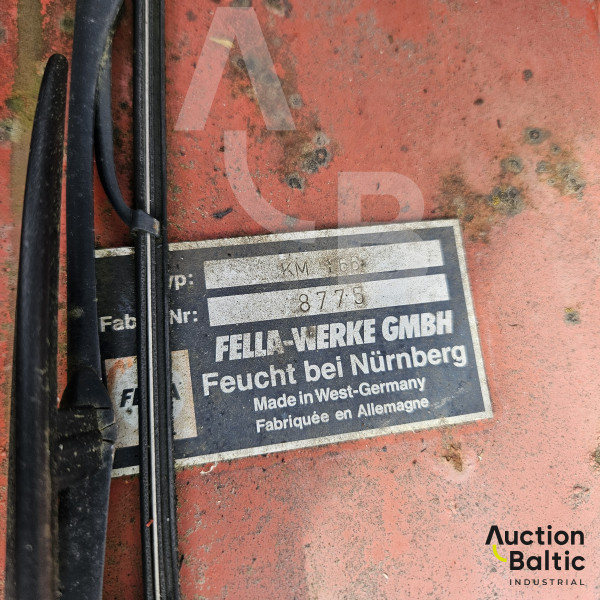 yp: KM 166 F
Fab Nr: 8775
FELLA-WERKE GMBH
Feucht bei Nürnberg
Made in West-Germany
Fabriquée en Allemagne
Auction
Baltic
INDUSTRIAL